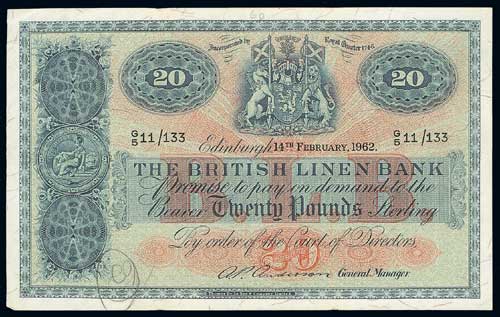 Incorporated by Royal Charter 1746
20 20
G/5 11/133 G/5 11/133
Edinburgh 14TH FEBRUARY, 1962.
THE BRITISH LINEN BANK
Promise to pay on demand to the
Bearer Twenty Pounds Sterling
By order of the Court of Directors,
£20
General Manager